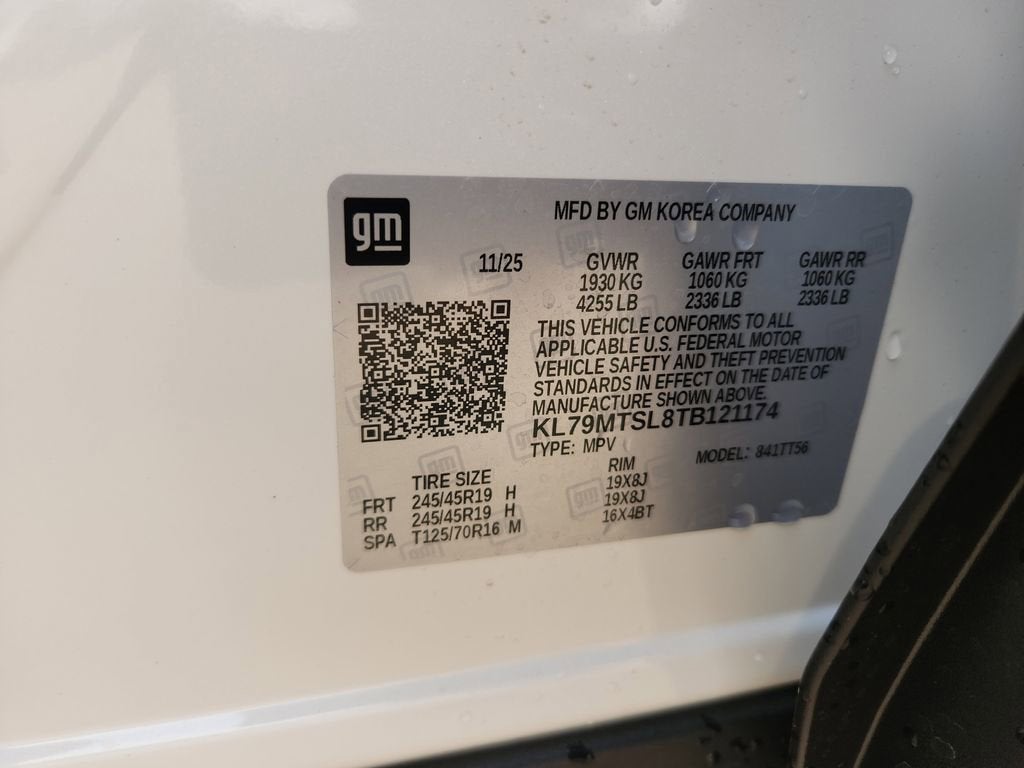 gm
MFD BY GM KOREA COMPANY
11/25 GVWR GAWR FRT GAWR RR
1930 KG 1060 KG 1060 KG
4255 LB 2336 LB 2336 LB
THIS VEHICLE CONFORMS TO ALL
APPLICABLE U.S. FEDERAL MOTOR
VEHICLE SAFETY AND THEFT PREVENTION
STANDARDS IN EFFECT ON THE DATE OF
MANUFACTURE SHOWN ABOVE.
KL79MTSL8TB121174
TYPE: MPV MODEL: 841TT56
TIRE SIZE RIM
FRT 245/45R19 H 19X8J
RR 245/45R19 H 19X8J
SPA T125/70R16 M 16X4BT